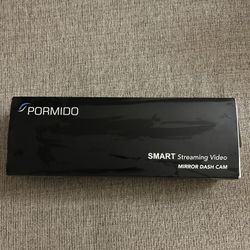 PORMIDO
SMART Streaming Video
MIRROR DASH CAM